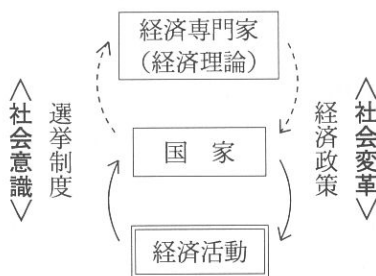 経済専門家
(経済理論)
〈社会意識〉
選挙制度
国 家
経済政策
〈社会変革〉
経済活動